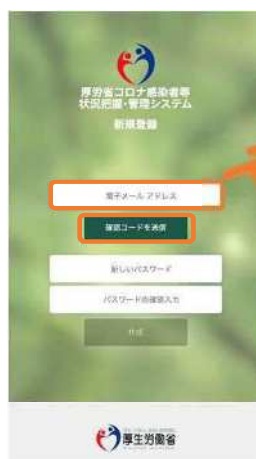 厚労省コロナ感染者等
状況把握・管理システム
新規登録
電子メール アドレス
確認コードを送信
新しいパスワード
パスワードの確認入力
作成
厚生労働省